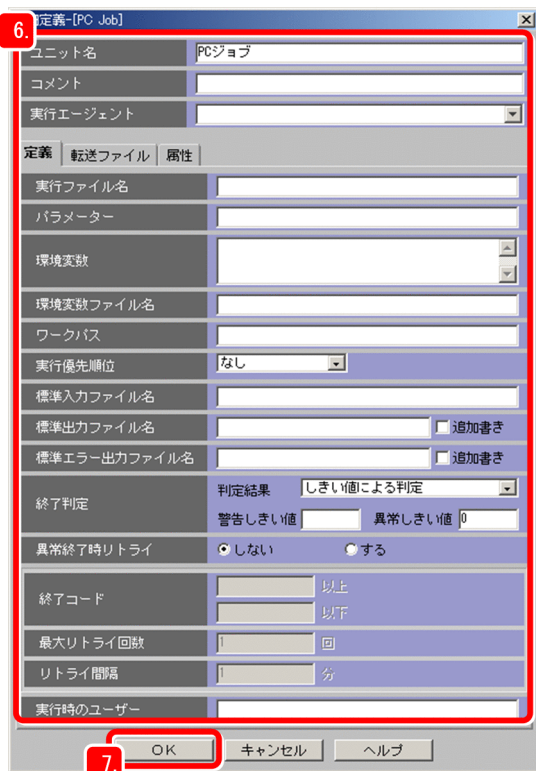 6.
定義-[PC Job]
ユニット名 PCジョブ
コメント
実行エージェント
定義 転送ファイル 属性
実行ファイル名
パラメーター
環境変数
環境変数ファイル名
ワークパス
実行優先順位 なし
標準入力ファイル名
標準出力ファイル名 追加書き
標準エラー出力ファイル名 追加書き
終了判定 判定結果 しきい値による判定
警告しきい値 異常しきい値 0
異常終了時リトライ しない する
終了コード 以上
以下
最大リトライ回数 1 回
リトライ間隔 1 分
実行時のユーザー
7.
OK キャンセル ヘルプ